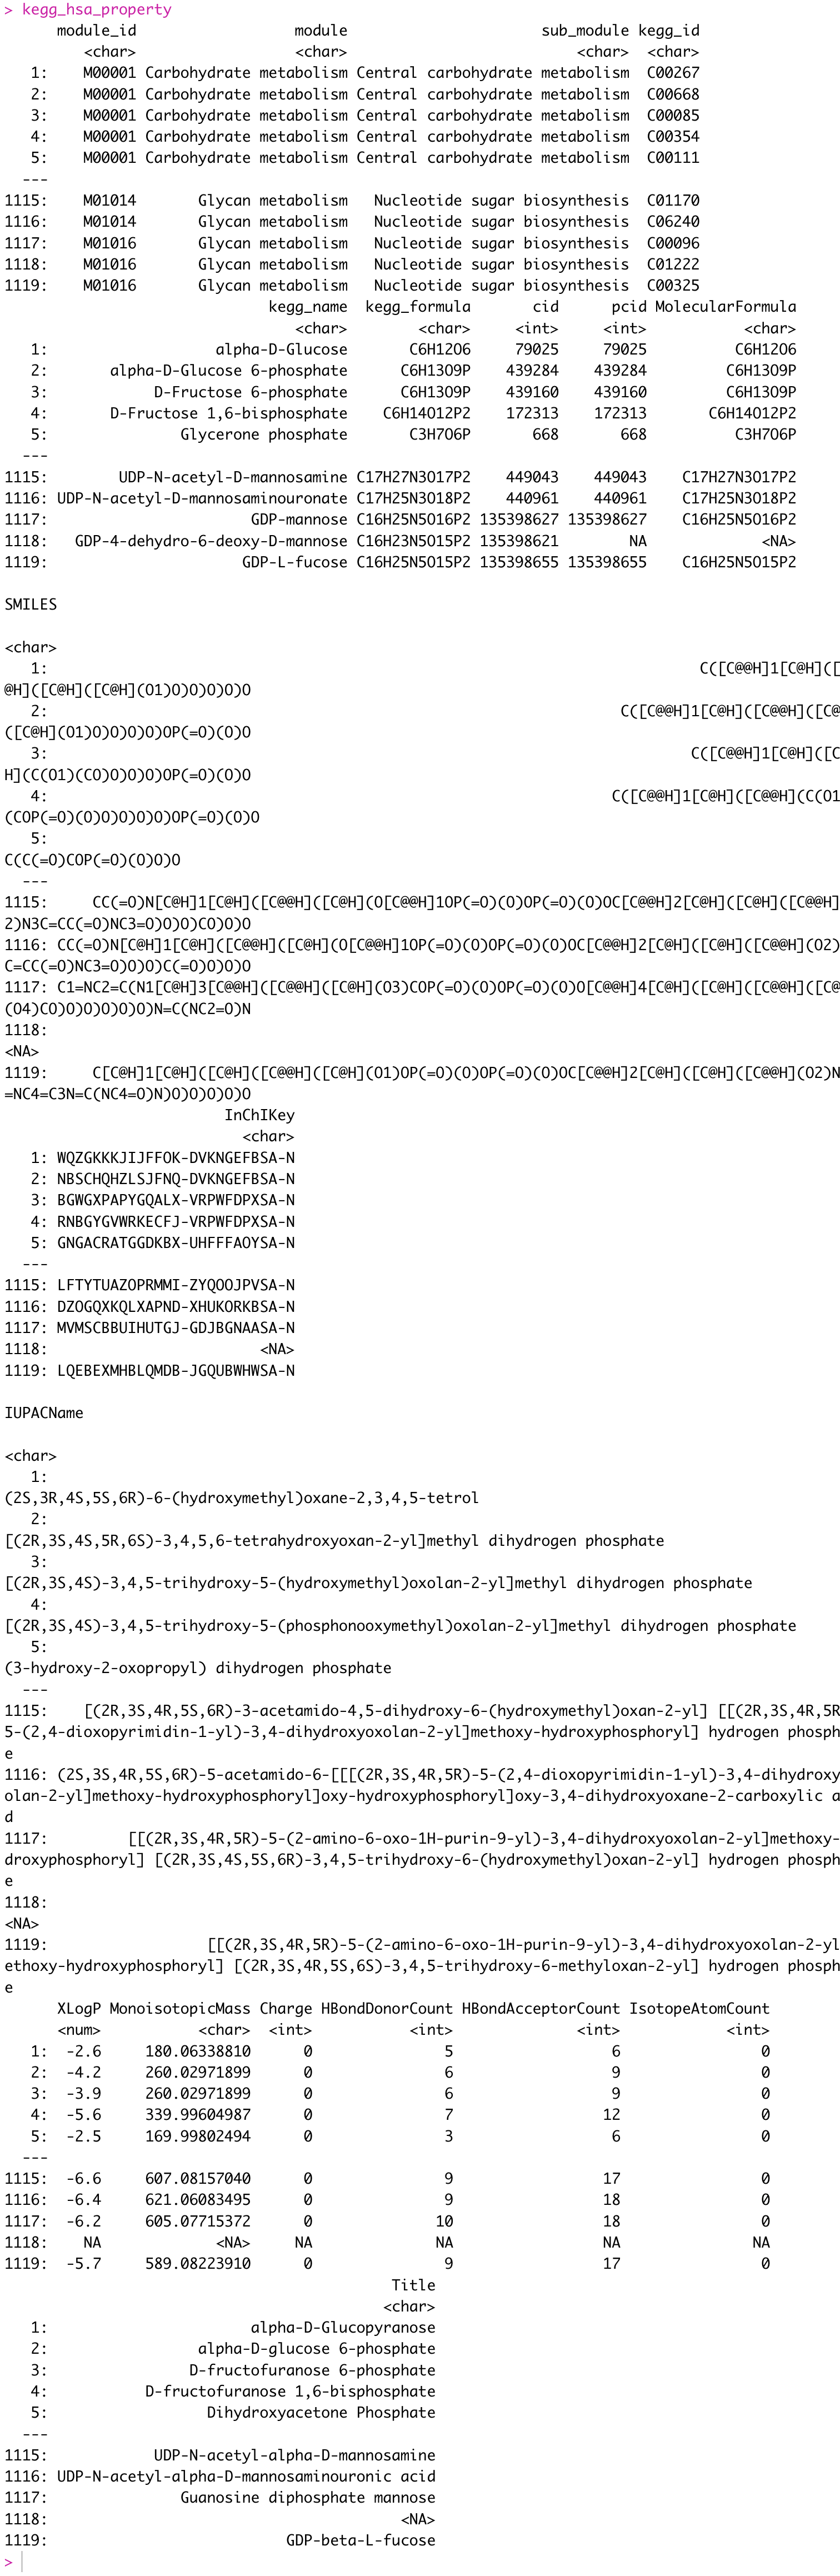 > kegg_hsa_property
module_id module sub_module kegg_id
<char> <char> <char> <char>
1: M00001 Carbohydrate metabolism Central carbohydrate metabolism C00267
2: M00001 Carbohydrate metabolism Central carbohydrate metabolism C00668
3: M00001 Carbohydrate metabolism Central carbohydrate metabolism C00085
4: M00001 Carbohydrate metabolism Central carbohydrate metabolism C00354
5: M00001 Carbohydrate metabolism Central carbohydrate metabolism C00111
---
1115: M01014 Glycan metabolism Nucleotide sugar biosynthesis C01170
1116: M01014 Glycan metabolism Nucleotide sugar biosynthesis C06240
1117: M01016 Glycan metabolism Nucleotide sugar biosynthesis C00096
1118: M01016 Glycan metabolism Nucleotide sugar biosynthesis C01222
1119: M01016 Glycan metabolism Nucleotide sugar biosynthesis C00325
kegg_name kegg_formula cid pcid MolecularFormula
<char> <char> <int> <int> <char>
1: alpha-D-Glucose C6H12O6 79025 79025 C6H12O6
2: alpha-D-Glucose 6-phosphate C6H13O9P 439284 439284 C6H13O9P
3: D-Fructose 6-phosphate C6H13O9P 439160 439160 C6H13O9P
4: D-Fructose 1,6-bisphosphate C6H14O12P2 172313 172313 C6H14O12P2
5: Glycerone phosphate C3H7O6P 668 668 C3H7O6P
---
1115: UDP-N-acetyl-D-mannosamine C17H27N3O17P2 449043 449043 C17H27N3O17P2
1116: UDP-N-acetyl-D-mannosaminouronate C17H25N3O18P2 440961 440961 C17H25N3O18P2
1117: GDP-mannose C16H25N5O16P2 135398627 135398627 C16H25N5O16P2
1118: GDP-4-dehydro-6-deoxy-D-mannose C16H23N5O15P2 135398621 NA <NA>
1119: GDP-L-fucose C16H25N5O15P2 135398655 135398655 C16H25N5O15P2
SMILES
<char>
1: C([C@@H]1[C@H]([
@H]([C@H]([C@H](O1)O)O)O)O)O
2: C([C@@H]1[C@H]([C@@H]([C@
([C@H](O1)O)O)O)O)OP(=O)(O)O
3: C([C@@H]1[C@H]([C
H](C(O1)(CO)O)O)O)OP(=O)(O)O
4: C([C@@H]1[C@H]([C@@H](C(O1
(COP(=O)(O)O)O)O)O)OP(=O)(O)O
5:
C(C(=O)COP(=O)(O)O)O
---
1115: CC(=O)N[C@H]1[C@H]([C@@H]([C@H](O[C@@H]1OP(=O)(O)OP(=O)(O)OC[C@@H]2[C@H]([C@H]([C@@H]
2)N3C=CC(=O)NC3=O)O)O)CO)O)O
1116: CC(=O)N[C@H]1[C@H]([C@@H]([C@H](O[C@@H]1OP(=O)(O)OP(=O)(O)OC[C@@H]2[C@H]([C@H]([C@@H](O2)
C=CC(=O)NC3=O)O)O)C(=O)O)O)O
1117: C1=NC2=C(N1[C@H]3[C@@H]([C@@H]([C@H](O3)COP(=O)(O)OP(=O)(O)O[C@@H]4[C@H]([C@H]([C@@H]([C@
(O4)CO)O)O)O)O)O)N=C(NC2=O)N
1118:
<NA>
1119: C[C@H]1[C@H]([C@H]([C@@H]([C@H](O1)OP(=O)(O)OP(=O)(O)OC[C@@H]2[C@H]([C@H]([C@@H](O2)N
=NC4=C3N=C(NC4=O)N)O)O)O)O)O
InChIKey
<char>
1: WQZGKKKJIJFFOK-DVKNGEFBSA-N
2: NBSCHQHZLSJFNQ-DVKNGEFBSA-N
3: BGWGXPAPYGQALX-VRPWFDPXSA-N
4: RNBGYGVWRKECFJ-VRPWFDPXSA-N
5: GNGACRATGGDKBX-UHFFFAOYSA-N
---
1115: LFTYTUAZOPRMMI-ZYQOOJPVSA-N
1116: DZOGQXKQLXAPND-XHUKORKBSA-N
1117: MVMSCBBUIHUTGJ-GDJBGNAASA-N
1118: <NA>
1119: LQEBEXMHBLQMDB-JGQUBWHWSA-N
IUPACName
<char>
1:
(2S,3R,4S,5S,6R)-6-(hydroxymethyl)oxane-2,3,4,5-tetrol
2:
[(2R,3S,4S,5R,6S)-3,4,5,6-tetrahydroxyoxan-2-yl]methyl dihydrogen phosphate
3:
[(2R,3S,4S)-3,4,5-trihydroxy-5-(hydroxymethyl)oxolan-2-yl]methyl dihydrogen phosphate
4:
[(2R,3S,4S)-3,4,5-trihydroxy-5-(phosphonooxymethyl)oxolan-2-yl]methyl dihydrogen phosphate
5:
(3-hydroxy-2-oxopropyl) dihydrogen phosphate
---
1115: [(2R,3S,4R,5S,6R)-3-acetamido-4,5-dihydroxy-6-(hydroxymethyl)oxan-2-yl] [[(2R,3S,4R,5R
5-(2,4-dioxopyrimidin-1-yl)-3,4-dihydroxyoxolan-2-yl]methoxy-hydroxyphosphoryl] hydrogen phosph
e
1116: (2S,3S,4R,5S,6R)-5-acetamido-6-[[[(2R,3S,4R,5R)-5-(2,4-dioxopyrimidin-1-yl)-3,4-dihydroxy
olan-2-yl]methoxy-hydroxyphosphoryl]oxy-hydroxyphosphoryl]oxy-3,4-dihydroxyoxane-2-carboxylic a
d
1117: [[(2R,3S,4R,5R)-5-(2-amino-6-oxo-1H-purin-9-yl)-3,4-dihydroxyoxolan-2-yl]methoxy-
droxyphosphoryl] [(2R,3S,4S,5S,6R)-3,4,5-trihydroxy-6-(hydroxymethyl)oxan-2-yl] hydrogen phosph
e
1118:
<NA>
1119: [[(2R,3S,4R,5R)-5-(2-amino-6-oxo-1H-purin-9-yl)-3,4-dihydroxyoxolan-2-yl
ethoxy-hydroxyphosphoryl] [(2R,3S,4R,5S,6S)-3,4,5-trihydroxy-6-methyloxan-2-yl] hydrogen phosph
e
XLogP MonoisotopicMass Charge HBondDonorCount HBondAcceptorCount IsotopeAtomCount
<num> <char> <int> <int> <int> <int>
1: -2.6 180.06338810 0 5 6 0
2: -4.2 260.02971899 0 6 9 0
3: -3.9 260.02971899 0 6 9 0
4: -5.6 339.99604987 0 7 12 0
5: -2.5 169.99802494 0 3 6 0
---
1115: -6.6 607.08157040 0 9 17 0
1116: -6.4 621.06083495 0 9 18 0
1117: -6.2 605.07715372 0 10 18 0
1118: NA <NA> NA NA NA NA
1119: -5.7 589.08223910 0 9 17 0
Title
<char>
1: alpha-D-Glucopyranose
2: alpha-D-glucose 6-phosphate
3: D-fructofuranose 6-phosphate
4: D-fructofuranose 1,6-bisphosphate
5: Dihydroxyacetone Phosphate
---
1115: UDP-N-acetyl-alpha-D-mannosamine
1116: UDP-N-acetyl-alpha-D-mannosaminouronic acid
1117: Guanosine diphosphate mannose
1118: <NA>
1119: GDP-beta-L-fucose
>